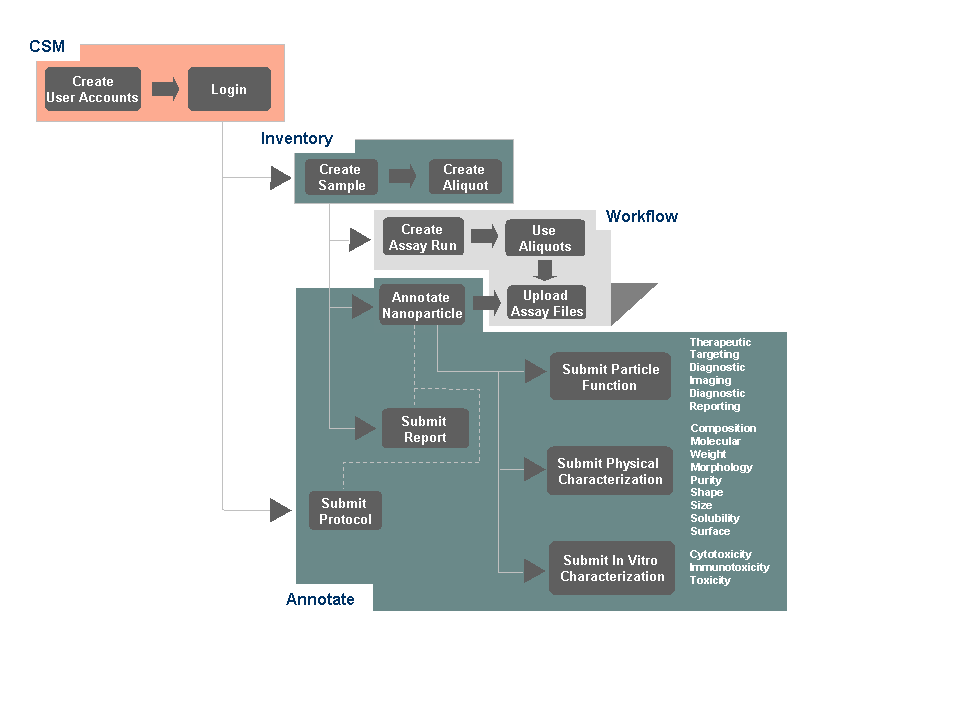 CSM
Create
User Accounts
Login
Inventory
Create
Sample
Create
Aliquot
Workflow
Create
Assay Run
Use
Aliquots
Annotate
Nanoparticle
Upload
Assay Files
Submit Particle
Function
Therapeutic
Targeting
Diagnostic
Imaging
Diagnostic
Reporting
Submit
Report
Submit Physical
Characterization
Composition
Molecular
Weight
Morphology
Purity
Shape
Size
Solubility
Surface
Submit
Protocol
Submit In Vitro
Characterization
Cytotoxicity
Immunotoxicity
Toxicity
Annotate